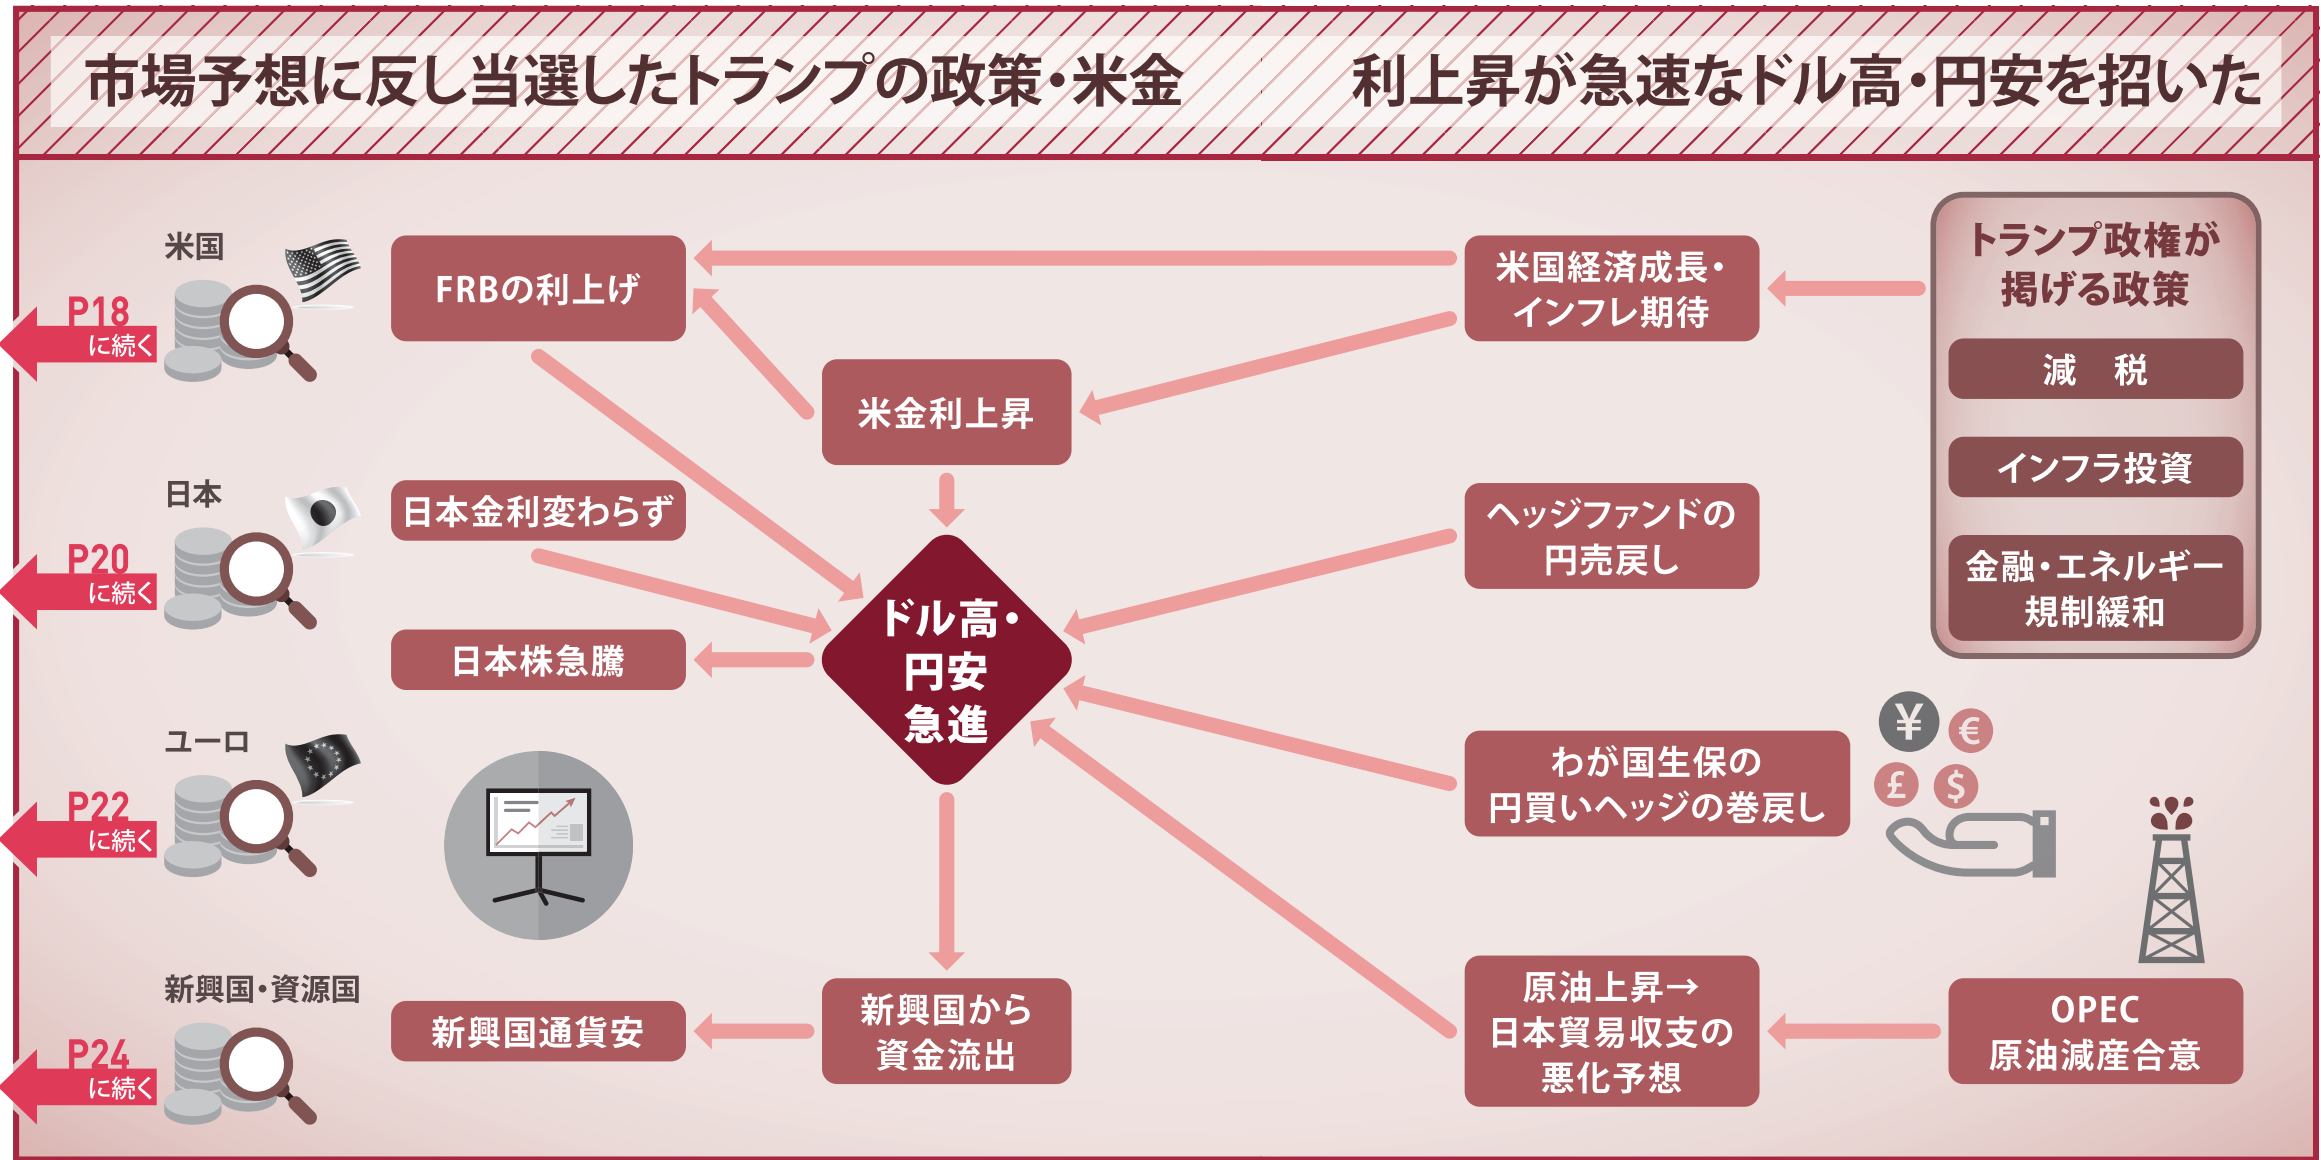 市場予想に反し当選したトランプの政策・米金利上昇が急速なドル高・円安を招いた
米国
P18
に続く
FRBの利上げ
米金利上昇
米国経済成長・
インフレ期待
トランプ政権が
掲げる政策
減　税
インフラ投資
金融・エネルギー
規制緩和
日本
P20
に続く
日本金利変わらず
日本株急騰
ドル高・
円安
急進
ヘッジファンドの
円売戻し
ユーロ
P22
に続く
わが国生保の
円買いヘッジの巻戻し
¥
€
£
$
新興国・資源国
P24
に続く
新興国通貨安
新興国から
資金流出
原油上昇→
日本貿易収支の
悪化予想
OPEC
原油減産合意